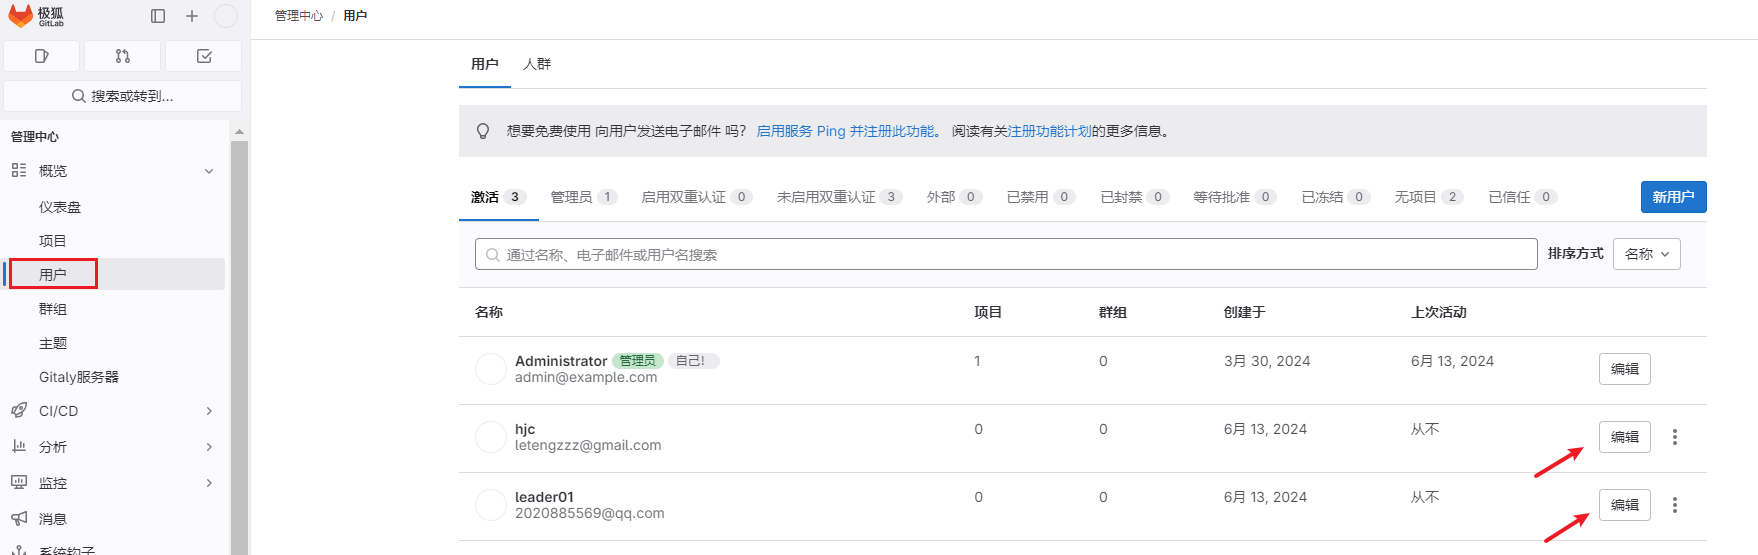 极狐
GitLab
管理中心 / 用户
搜索或转到...
管理中心
概览
仪表盘
项目
用户
群组
主题
Gitaly服务器
CI/CD
分析
监控
消息
系统钩子
用户 人群
想要免费使用 向用户发送电子邮件 吗? 启用服务 Ping 并注册此功能。 阅读有关注册功能计划的更多信息。
激活 3 管理员 1 启用双重认证 0 未启用双重认证 3 外部 0 已禁用 0 已封禁 0 等待批准 0 已冻结 0 无项目 2 已信任 0 新用户
通过名称、电子邮件或用户名搜索 排序方式 名称
名称 项目 群组 创建于 上次活动
Administrator 管理员 自己! 1 0 3月 30, 2024 6月 13, 2024 编辑
admin@example.com
hjc 0 0 6月 13, 2024 从不 编辑
letengzzz@gmail.com
leader01 0 0 6月 13, 2024 从不 编辑
2020885569@qq.com